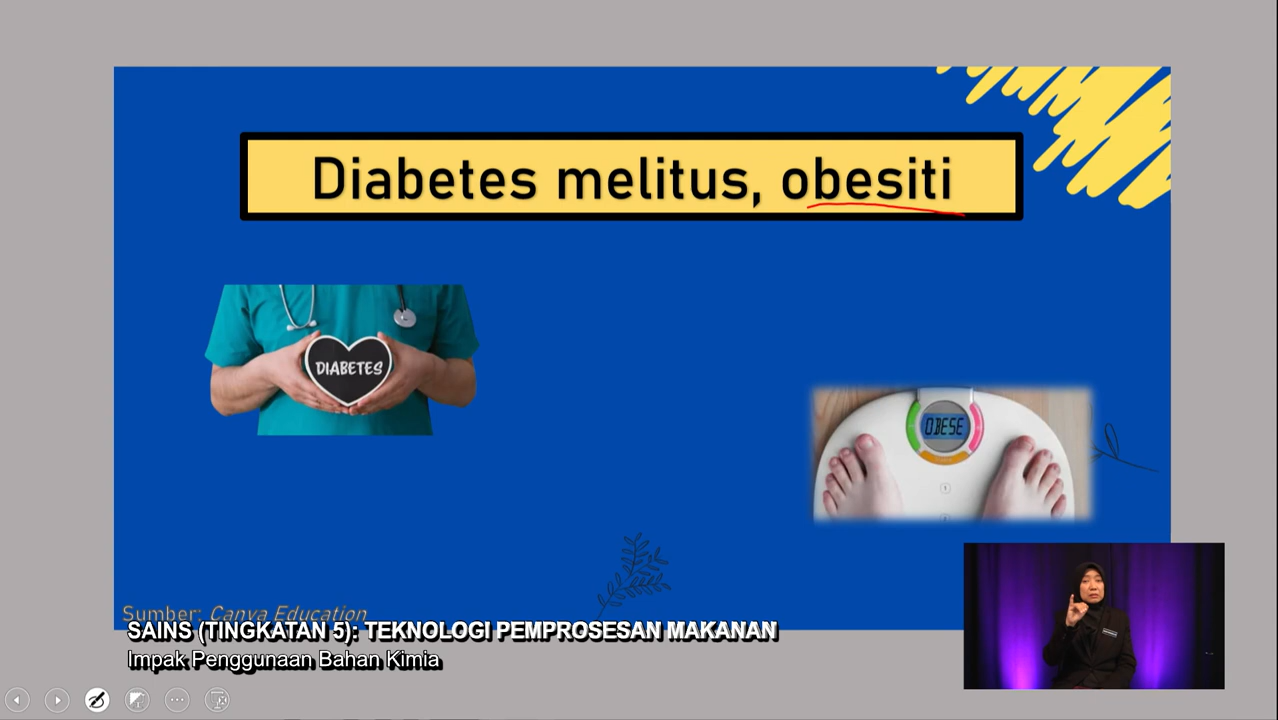 Diabetes melitus, obesiti
DIABETES
OBESE
Sumber: Canva Education
SAINS (TINGKATAN 5): TEKNOLOGI PEMPROSESAN MAKANAN
Impak Penggunaan Bahan Kimia